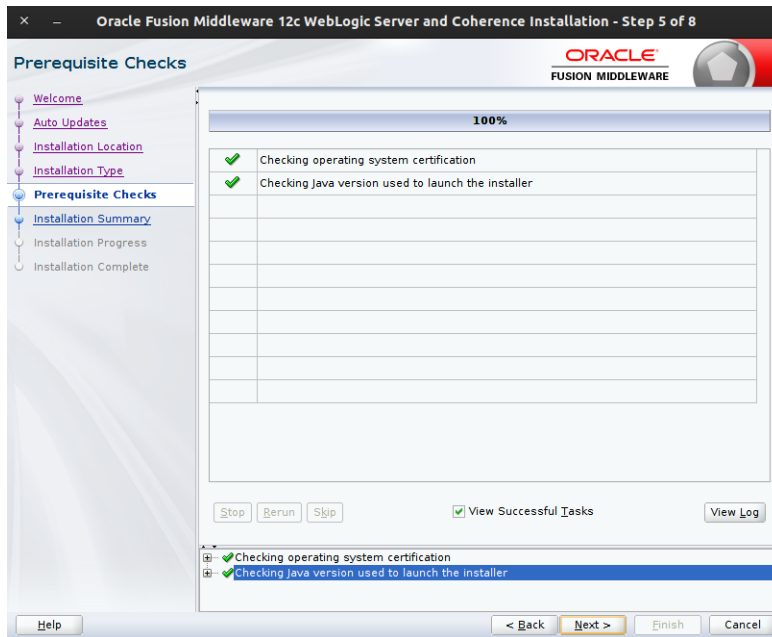 Oracle Fusion Middleware 12c WebLogic Server and Coherence Installation - Step 5 of 8
Prerequisite Checks
ORACLE
FUSION MIDDLEWARE
Welcome
Auto Updates
Installation Location
Installation Type
Prerequisite Checks
Installation Summary
Installation Progress
Installation Complete
100%
Checking operating system certification
Checking Java version used to launch the installer
Stop Rerun Skip View Successful Tasks View Log
Checking operating system certification
Checking Java version used to launch the installer
Help < Back Next > Finish Cancel